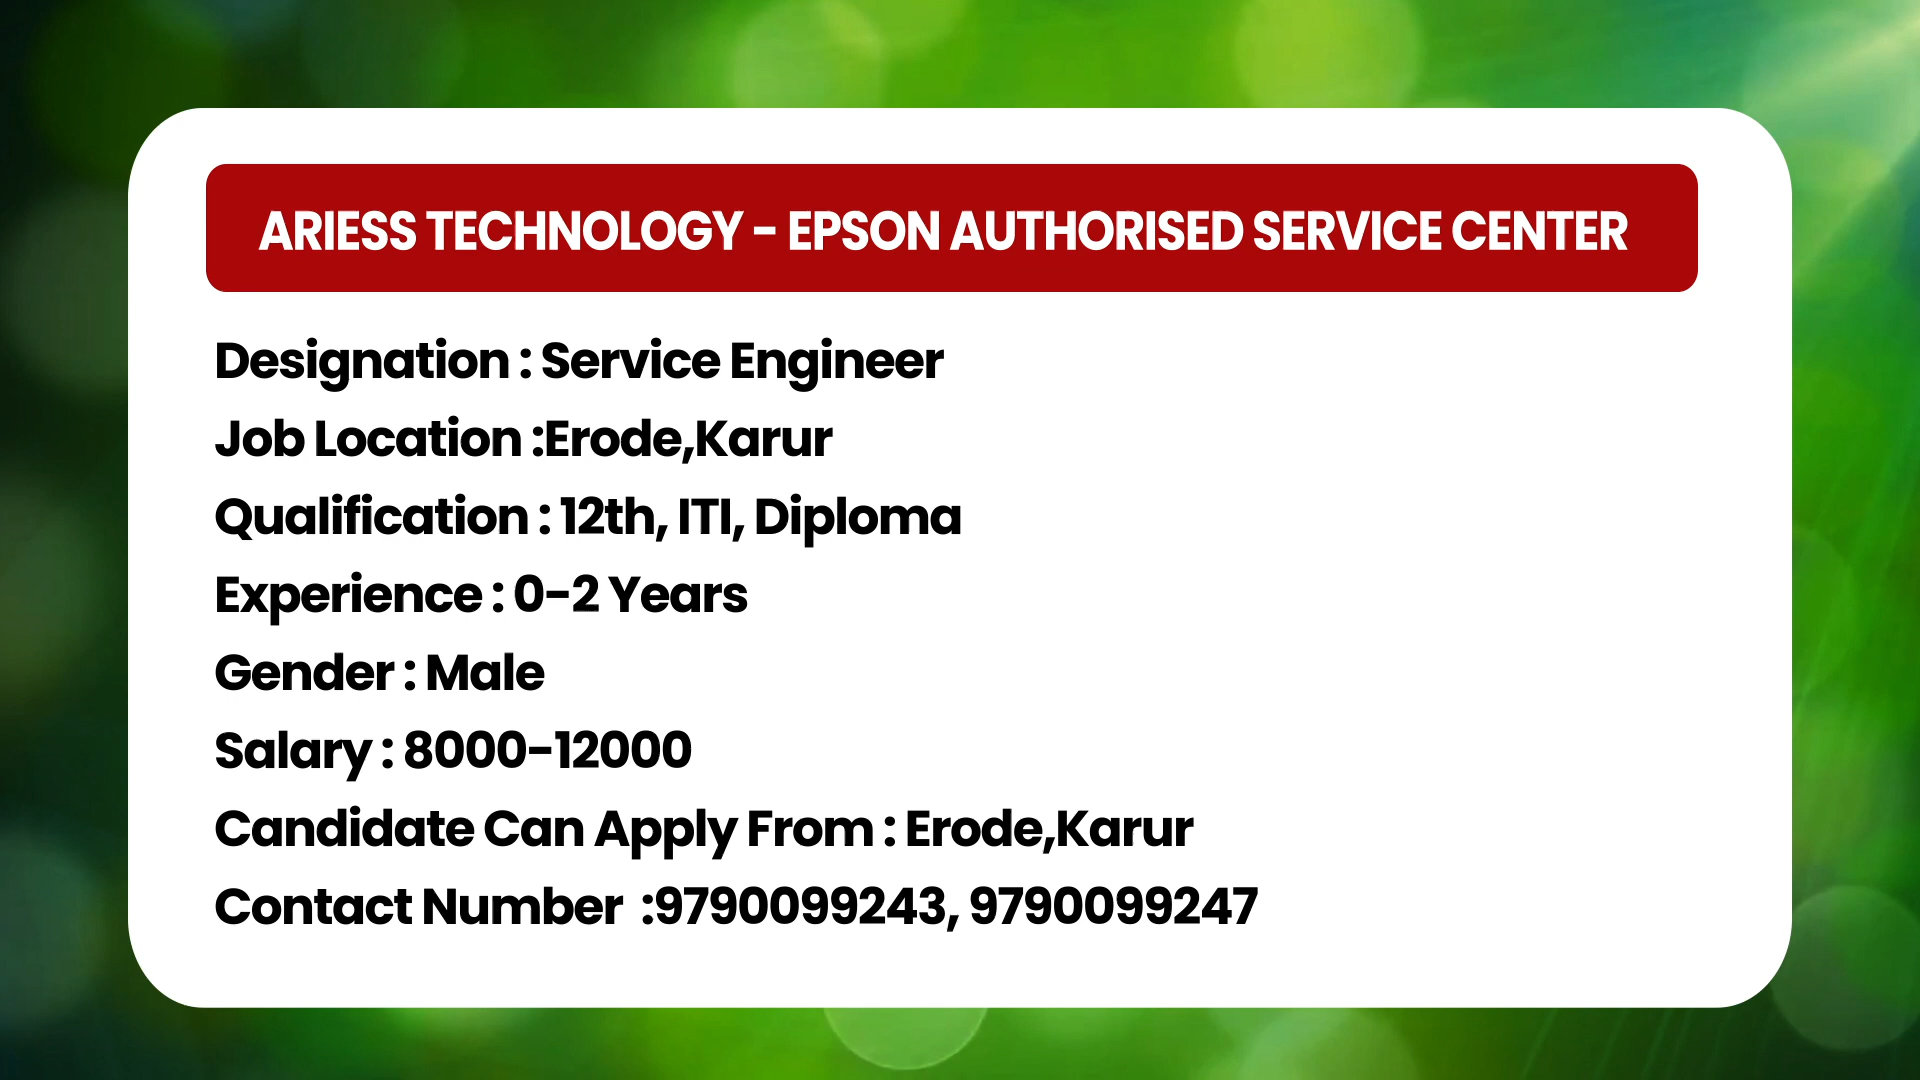 ARIESS TECHNOLOGY - EPSON AUTHORISED SERVICE CENTER
Designation : Service Engineer
Job Location :Erode,Karur
Qualification : 12th, ITI, Diploma
Experience : 0-2 Years
Gender : Male
Salary : 8000-12000
Candidate Can Apply From : Erode,Karur
Contact Number  :9790099243, 9790099247